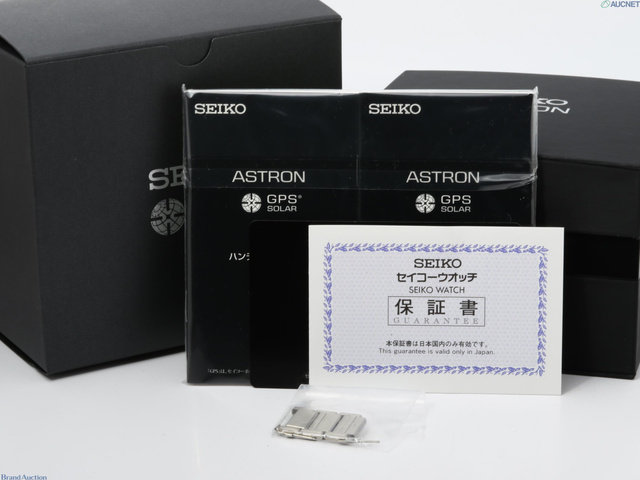 AUCNET
SEIKO
SEIKO
ASTRON
GPS®
SOLAR
SEIKO
ASTRON
GPS
SOLAR
SEIKO
セイコーウオッチ
SEIKO WATCH
保証書
GUARANTEE
本保証書は日本国内のみ有効です。
This guarantee is valid only in Japan.
Brand Auction